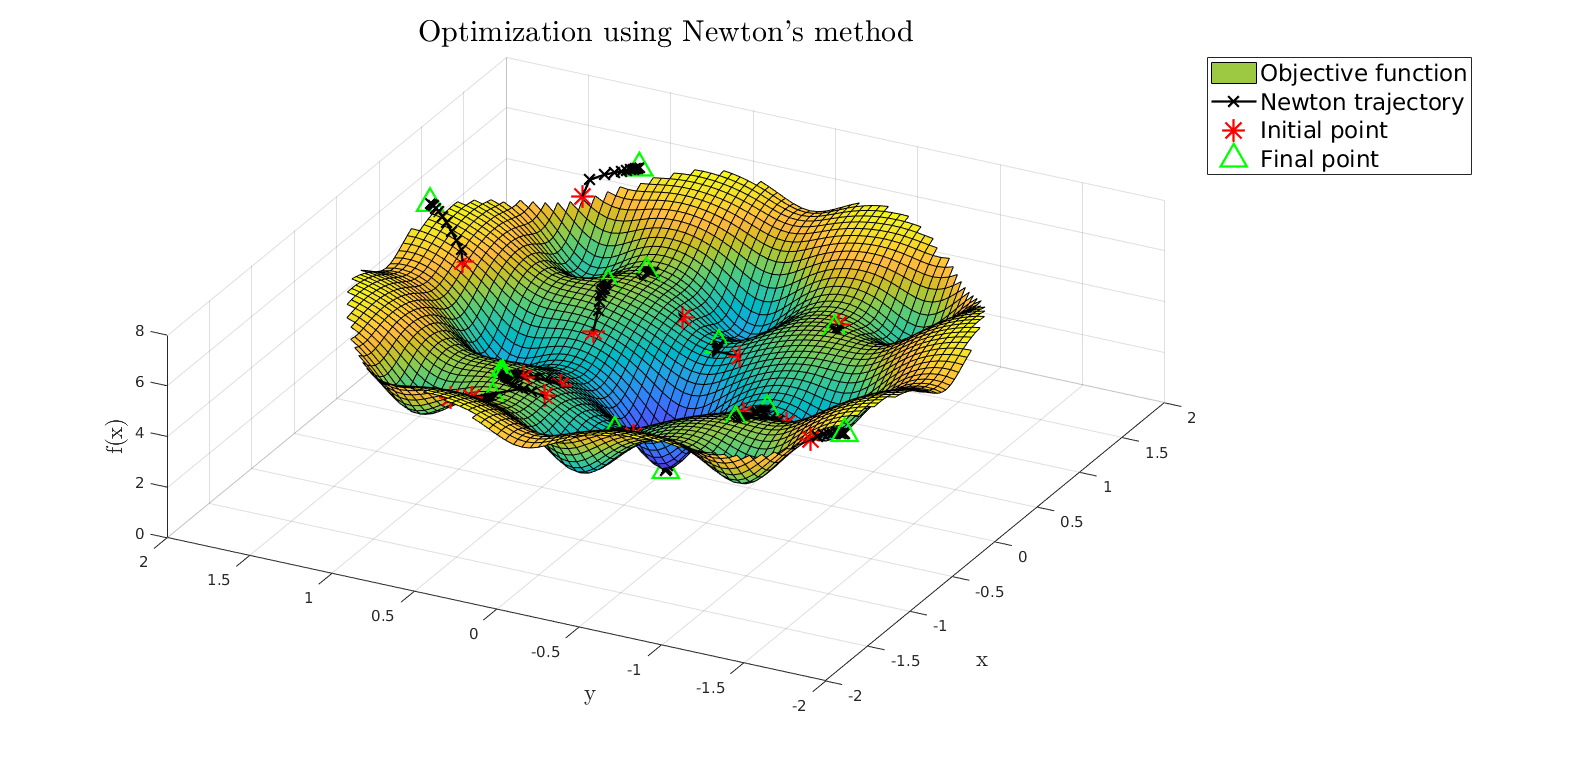 Optimization using Newton's method
Objective function
Newton trajectory
Initial point
Final point
f(x)
8
6
4
2
0
2
1.5
1
0.5
0
-0.5
-1
-1.5
-2
y
2
1.5
1
0.5
0
-0.5
-1
-1.5
-2
x